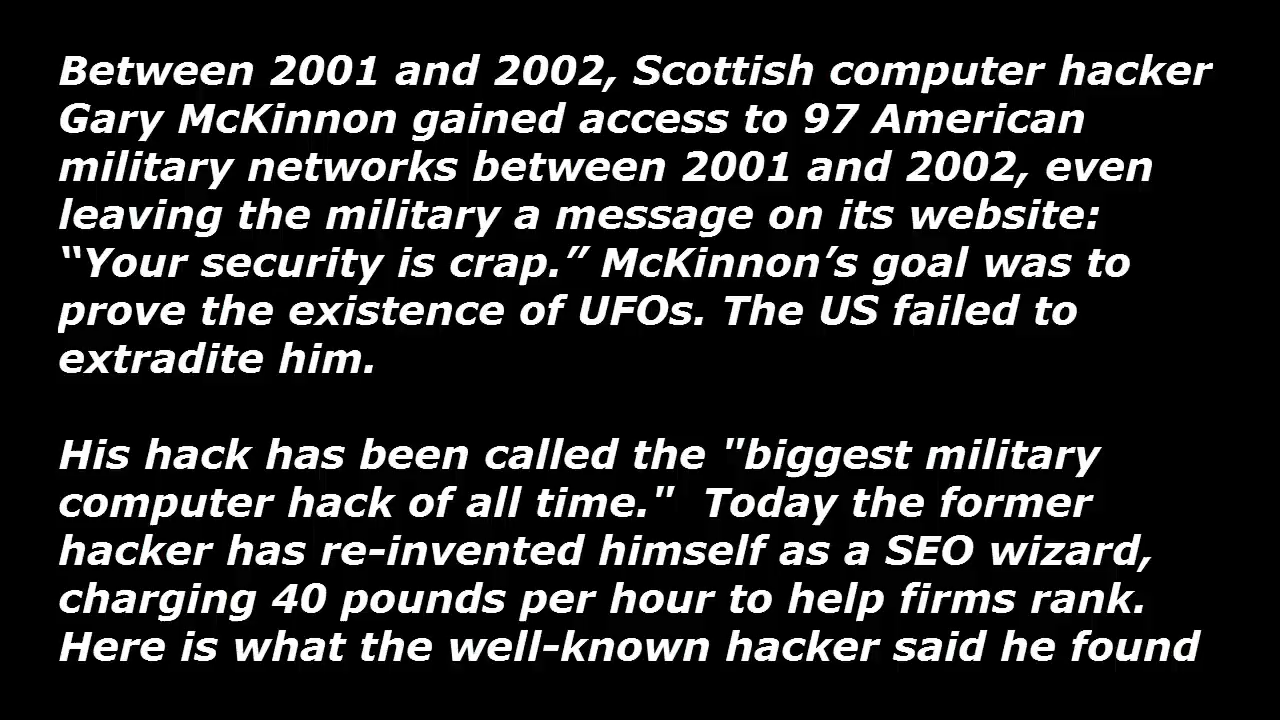 Between 2001 and 2002, Scottish computer hacker
Gary McKinnon gained access to 97 American
military networks between 2001 and 2002, even
leaving the military a message on its website:
“Your security is crap.” McKinnon’s goal was to
prove the existence of UFOs. The US failed to
extradite him.
His hack has been called the "biggest military
computer hack of all time."  Today the former
hacker has re-invented himself as a SEO wizard,
charging 40 pounds per hour to help firms rank.
Here is what the well-known hacker said he found